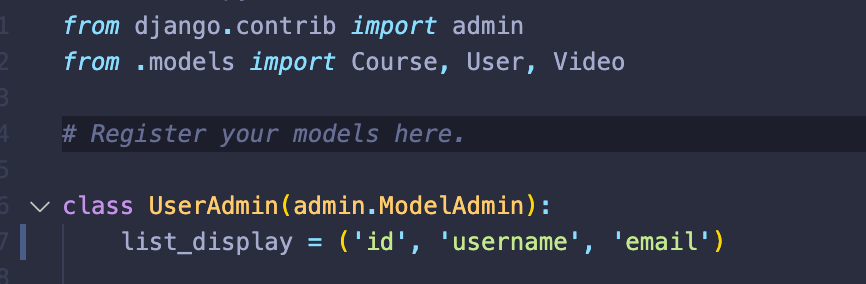 1 from django.contrib import admin
2 from .models import Course, User, Video
3
4 # Register your models here.
5
6 class UserAdmin(admin.ModelAdmin):
7 list_display = ('id', 'username', 'email')
8